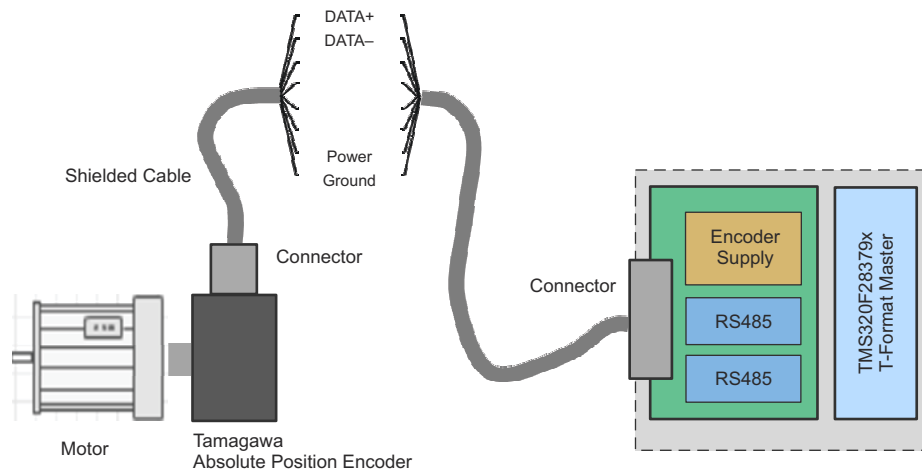 DATA+
DATA–
Power
Ground
Shielded Cable
Connector
Motor
Tamagawa
Absolute Position Encoder
Connector
Encoder
Supply
RS485
RS485
TMS320F28379x
T-Format Master